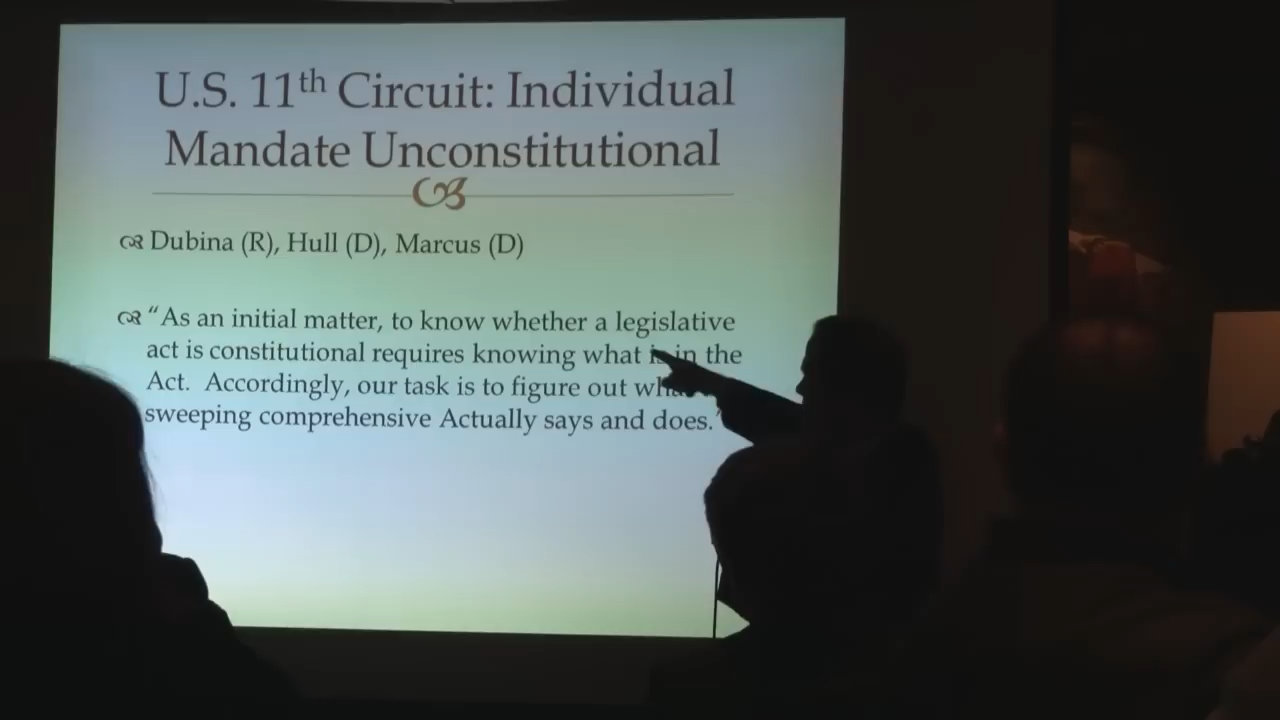 U.S. 11th Circuit: Individual
Mandate Unconstitutional
Dubina (R), Hull (D), Marcus (D)
“As an initial matter, to know whether a legislative
act is constitutional requires knowing what is in the
Act. Accordingly, our task is to figure out
sweeping comprehensive Actually says and does.”